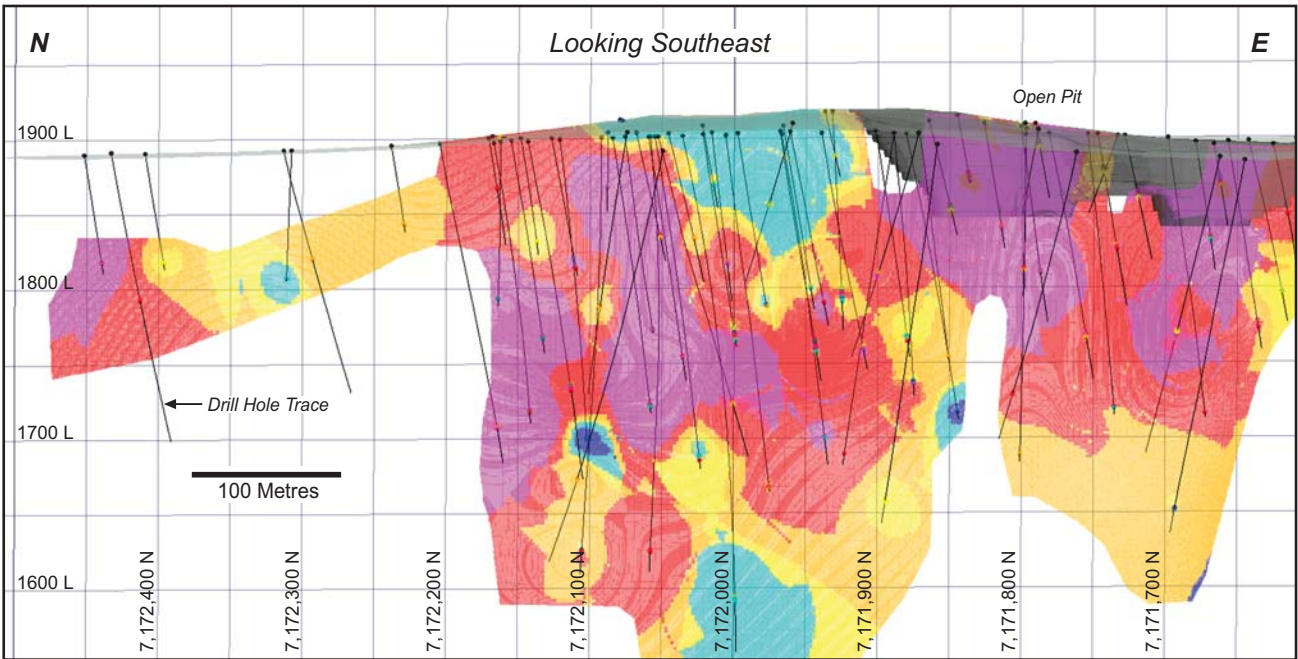 N
Looking Southeast
E
Open Pit
1900 L
1800 L
Drill Hole Trace
1700 L
100 Metres
1600 L
7,172,400 N
7,172,300 N
7,172,200 N
7,172,100 N
7,172,000 N
7,171,900 N
7,171,800 N
7,171,700 N